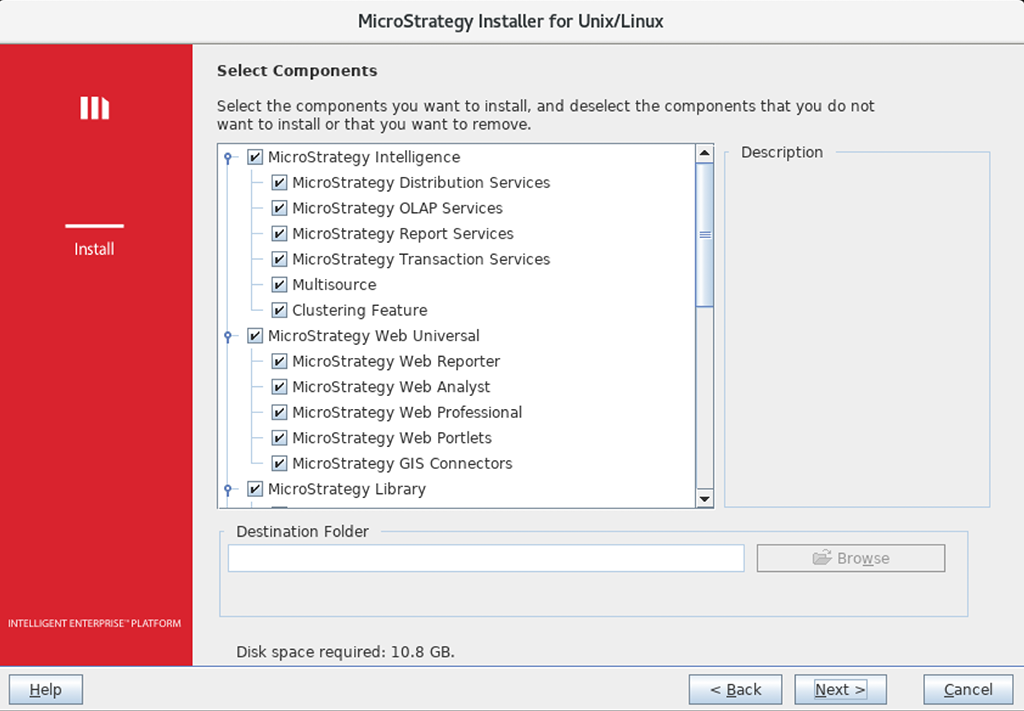 MicroStrategy Installer for Unix/Linux
Install
INTELLIGENT ENTERPRISE™ PLATFORM
Select Components
Select the components you want to install, and deselect the components that you do not
want to install or that you want to remove.
MicroStrategy Intelligence
MicroStrategy Distribution Services
MicroStrategy OLAP Services
MicroStrategy Report Services
MicroStrategy Transaction Services
Multisource
Clustering Feature
MicroStrategy Web Universal
MicroStrategy Web Reporter
MicroStrategy Web Analyst
MicroStrategy Web Professional
MicroStrategy Web Portlets
MicroStrategy GIS Connectors
MicroStrategy Library
Description
Destination Folder
Browse
Disk space required: 10.8 GB.
Help
< Back
Next >
Cancel